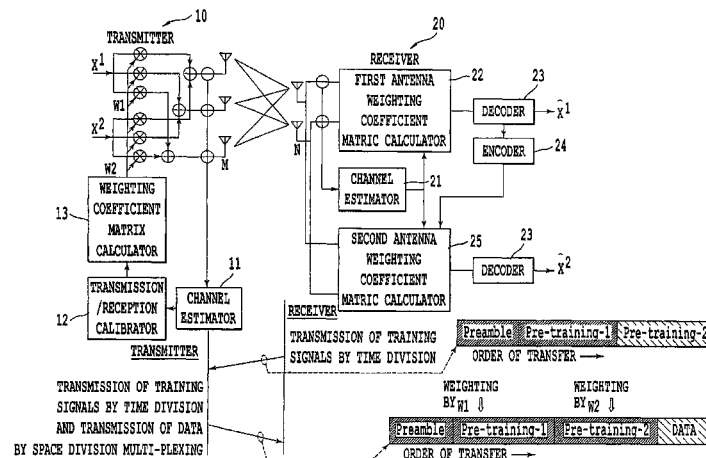 10
TRANSMITTER
X1
W1
X2
W2
M
N
WEIGHTING
COEFFICIENT
MATRIX
CALCULATOR
13
TRANSMISSION
/RECEPTION
CALIBRATOR
12
CHANNEL
ESTIMATOR
11
20
RECEIVER
FIRST ANTENNA
WEIGHTING
COEFFICIENT
MATRIC CALCULATOR
22
23
DECODER
X̂1
ENCODER
24
CHANNEL
ESTIMATOR
21
SECOND ANTENNA
WEIGHTING
COEFFICIENT
MATRIC CALCULATOR
25
23
DECODER
X̂2
TRANSMITTER
RECEIVER
TRANSMISSION OF TRAINING
SIGNALS BY TIME DIVISION
Preamble Pre-training-1 Pre-training-2
ORDER OF TRANSFER
TRANSMISSION OF TRAINING
SIGNALS BY TIME DIVISION
AND TRANSMISSION OF DATA
BY SPACE DIVISION MULTI-PLEXING
WEIGHTING
BY W1
WEIGHTING
BY W2
Preamble Pre-training-1 Pre-training-2 DATA
ORDER OF TRANSFER